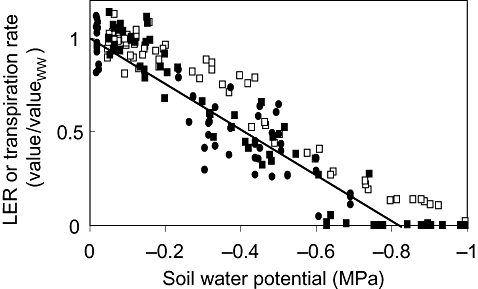 LER or transpiration rate
(value/valueWW)
1
0.5
0
0 –0.2 –0.4 –0.6 –0.8 –1
Soil water potential (MPa)